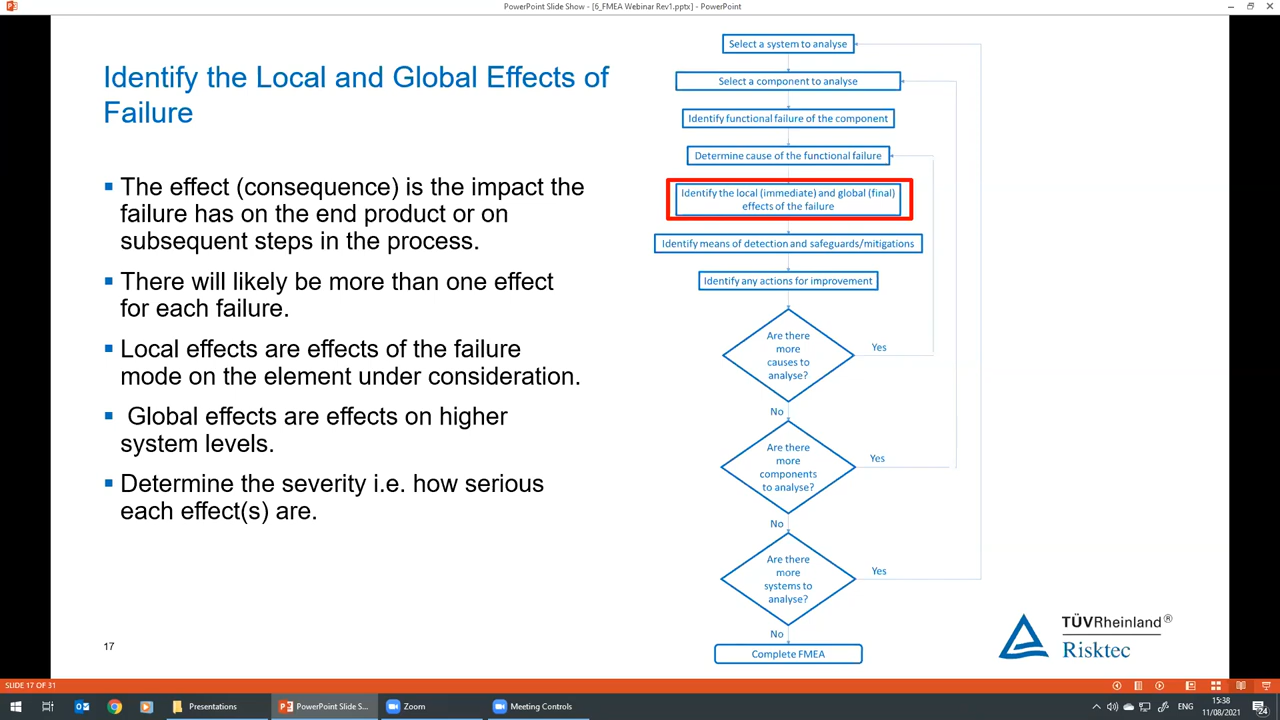 PowerPoint Slide Show - [6_FMEA Webinar Rev1.pptx] - PowerPoint
Identify the Local and Global Effects of
Failure
▪ The effect (consequence) is the impact the
failure has on the end product or on
subsequent steps in the process.
▪ There will likely be more than one effect
for each failure.
▪ Local effects are effects of the failure
mode on the element under consideration.
▪ Global effects are effects on higher
system levels.
▪ Determine the severity i.e. how serious
each effect(s) are.
17
Select a system to analyse
Select a component to analyse
Identify functional failure of the component
Determine cause of the functional failure
Identify the local (immediate) and global (final)
effects of the failure
Identify means of detection and safeguards/mitigations
Identify any actions for improvement
Are there
more
causes to
analyse?
Yes
No
Are there
more
components
to analyse?
Yes
No
Are there
more
systems to
analyse?
Yes
No
Complete FMEA
TÜVRheinland®
Risktec
SLIDE 17 OF 31
Presentations
PowerPoint Slide S...
Zoom
Meeting Controls
ENG
15:38
11/08/2021
24